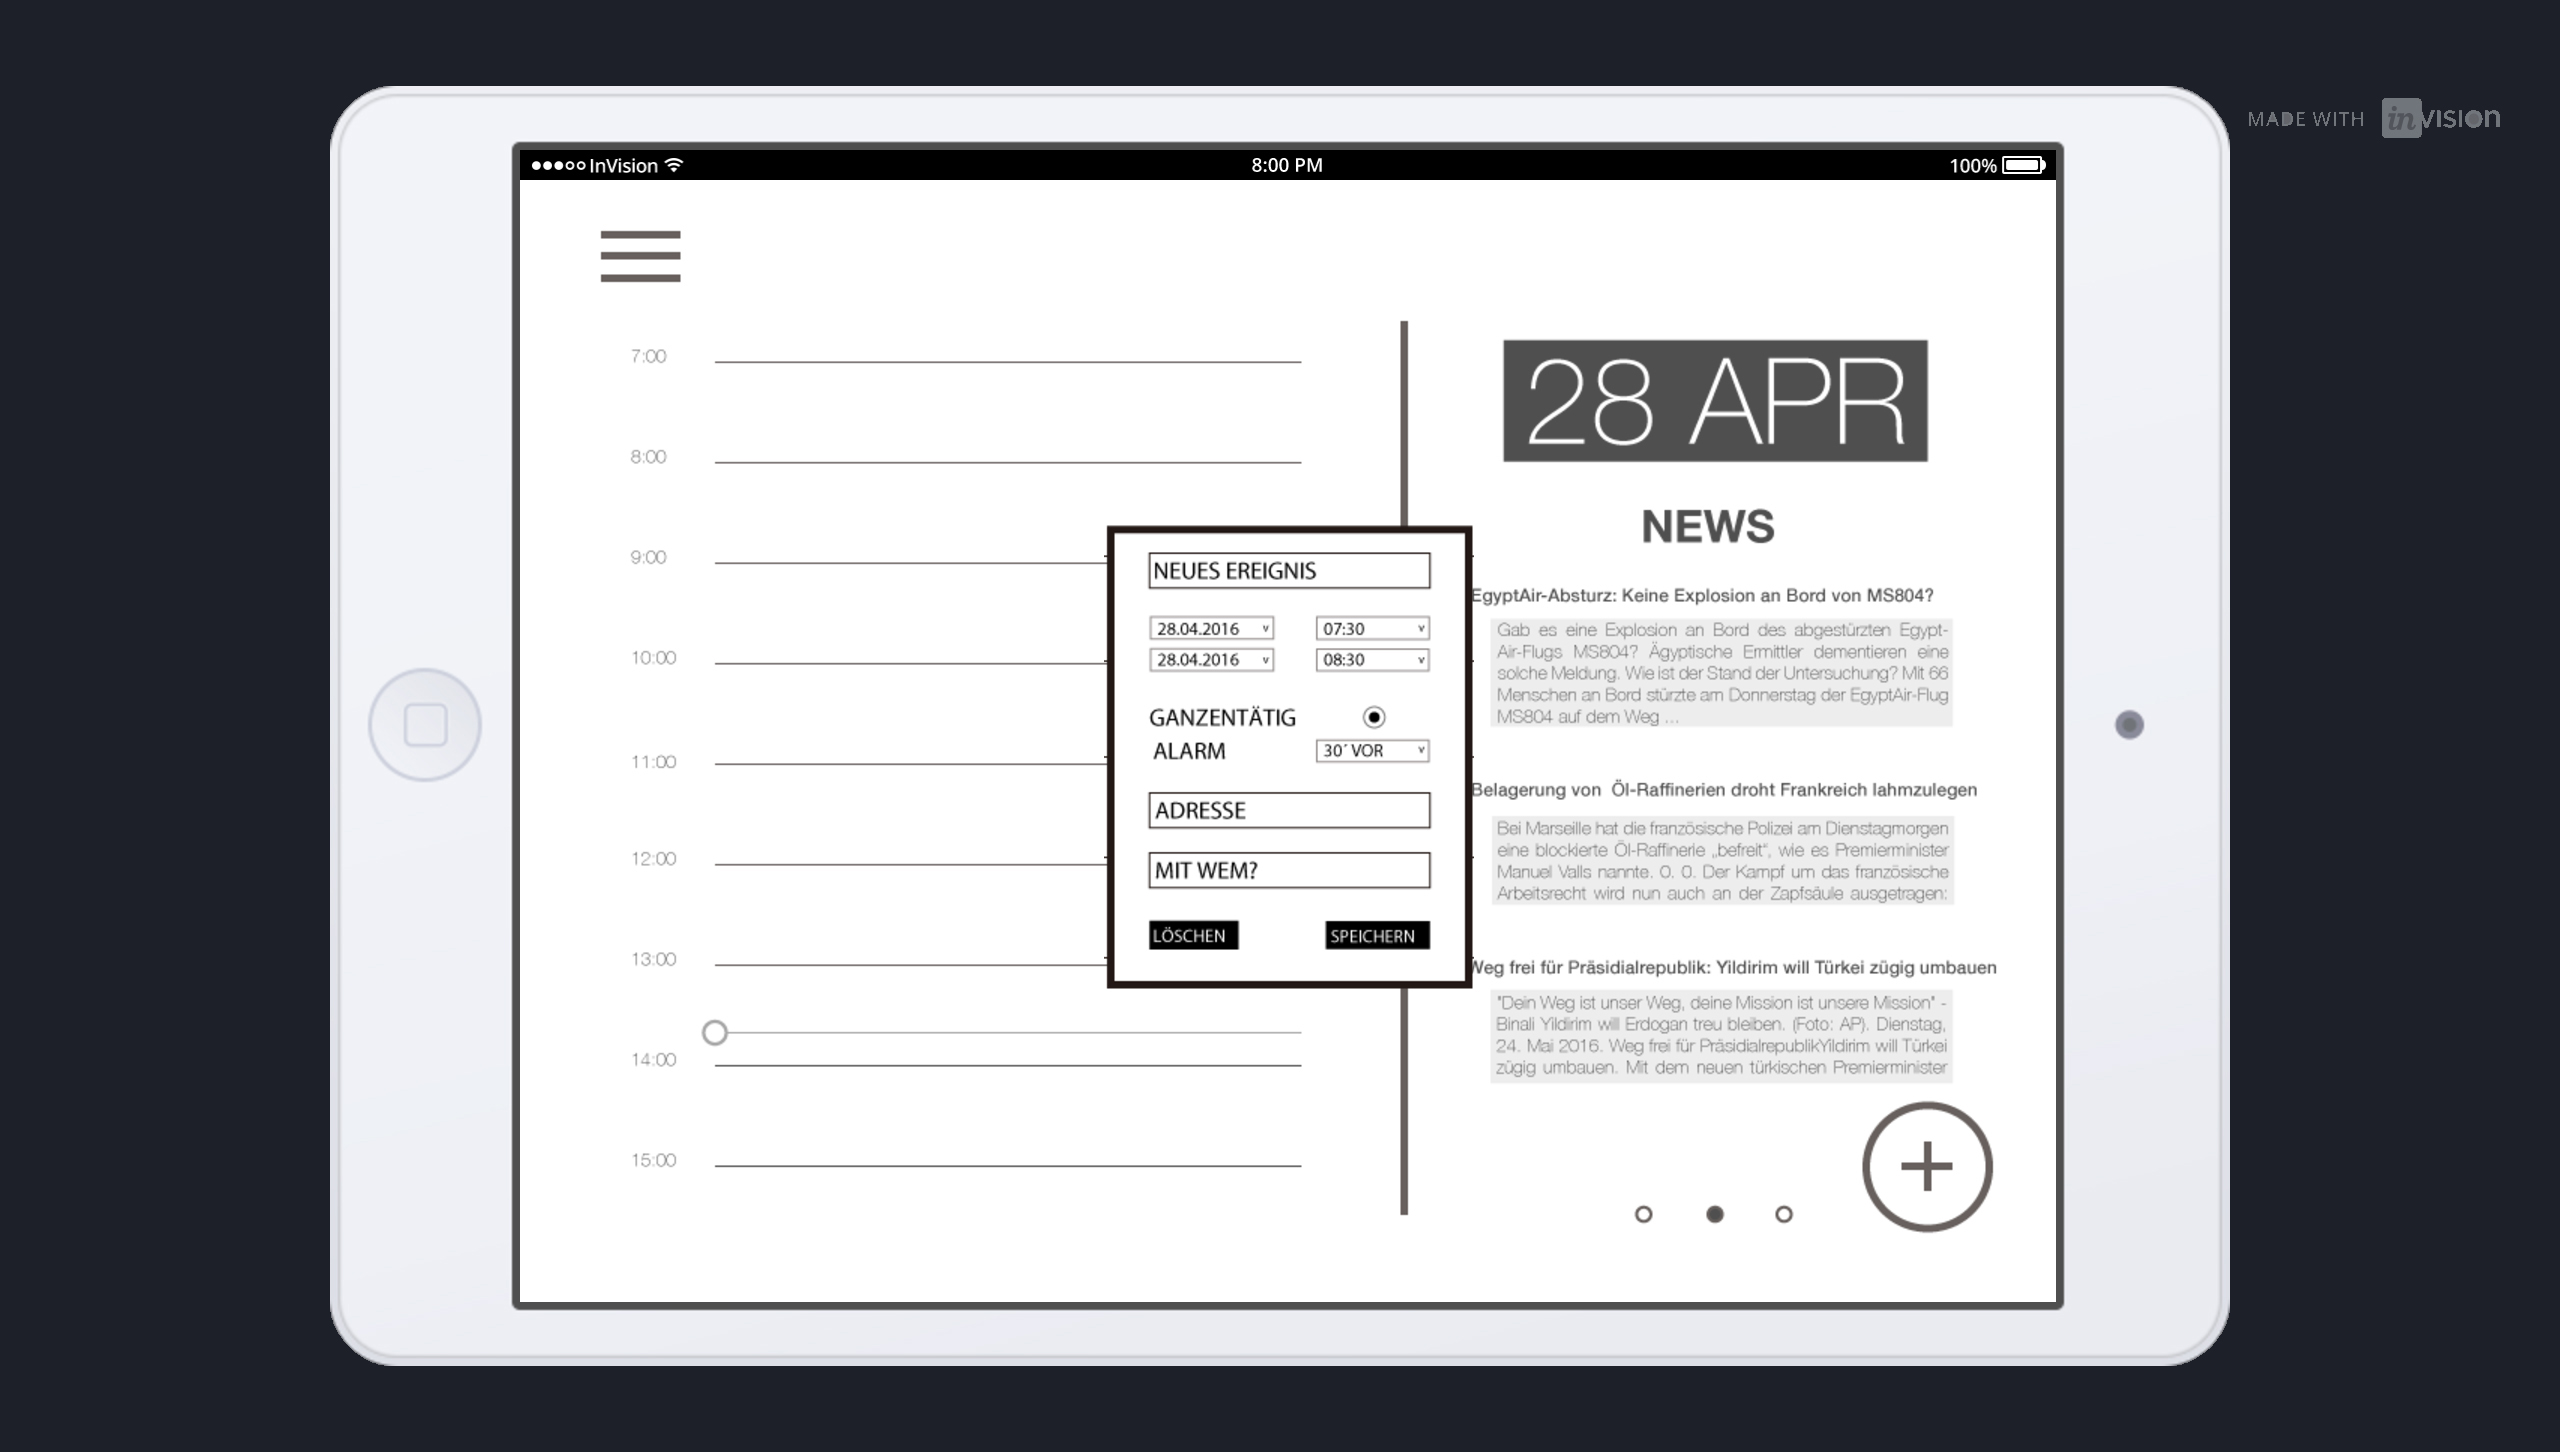 MADE WITH inVISION
InVision
8:00 PM
100%
7:00
8:00
9:00
10:00
11:00
12:00
13:00
14:00
15:00
NEUES EREIGNIS
28.04.2016 v 07:30 v
28.04.2016 v 08:30 v
GANZENTÄTIG
ALARM 30´ VOR v
ADRESSE
MIT WEM?
LÖSCHEN SPEICHERN
28 APR
NEWS
EgyptAir-Absturz: Keine Explosion an Bord von MS804?
Gab es eine Explosion an Bord des abgestürzten Egypt-
Air-Flugs MS804? Ägyptische Ermittler dementieren eine
solche Meldung. Wie ist der Stand der Untersuchung? Mit 66
Menschen an Bord stürzte am Donnerstag der EgyptAir-Flug
MS804 auf dem Weg ...
Belagerung von Öl-Raffinerien droht Frankreich lahmzulegen
Bei Marseille hat die französische Polizei am Dienstagmorgen
eine blockierte Öl-Raffinerie „befreit“, wie es Premierminister
Manuel Valls nannte. 0. 0. Der Kampf um das französische
Arbeitsrecht wird nun auch an der Zapfsäule ausgetragen:
Weg frei für Präsidialrepublik: Yildirim will Türkei zügig umbauen
"Dein Weg ist unser Weg, deine Mission ist unsere Mission" -
Binali Yildirim will Erdogan treu bleiben. (Foto: AP). Dienstag,
24. Mai 2016. Weg frei für PräsidialrepublikYildirim will Türkei
zügig umbauen. Mit dem neuen türkischen Premierminister